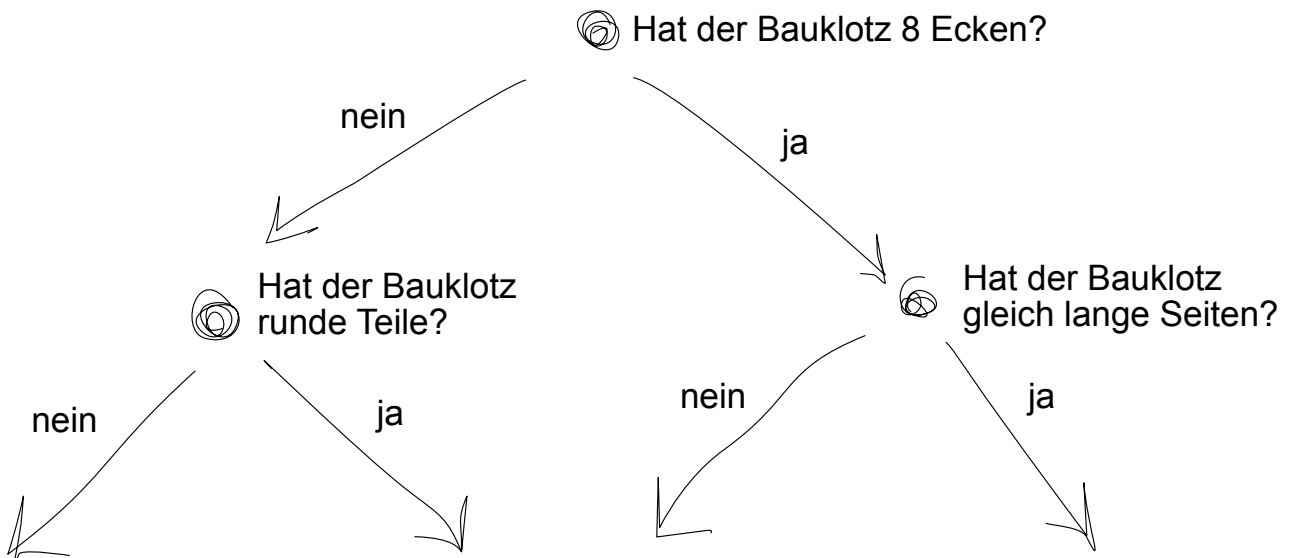 Hat der Bauklotz 8 Ecken?
nein
ja
Hat der Bauklotz
runde Teile?
Hat der Bauklotz
gleich lange Seiten?
nein
ja
nein
ja